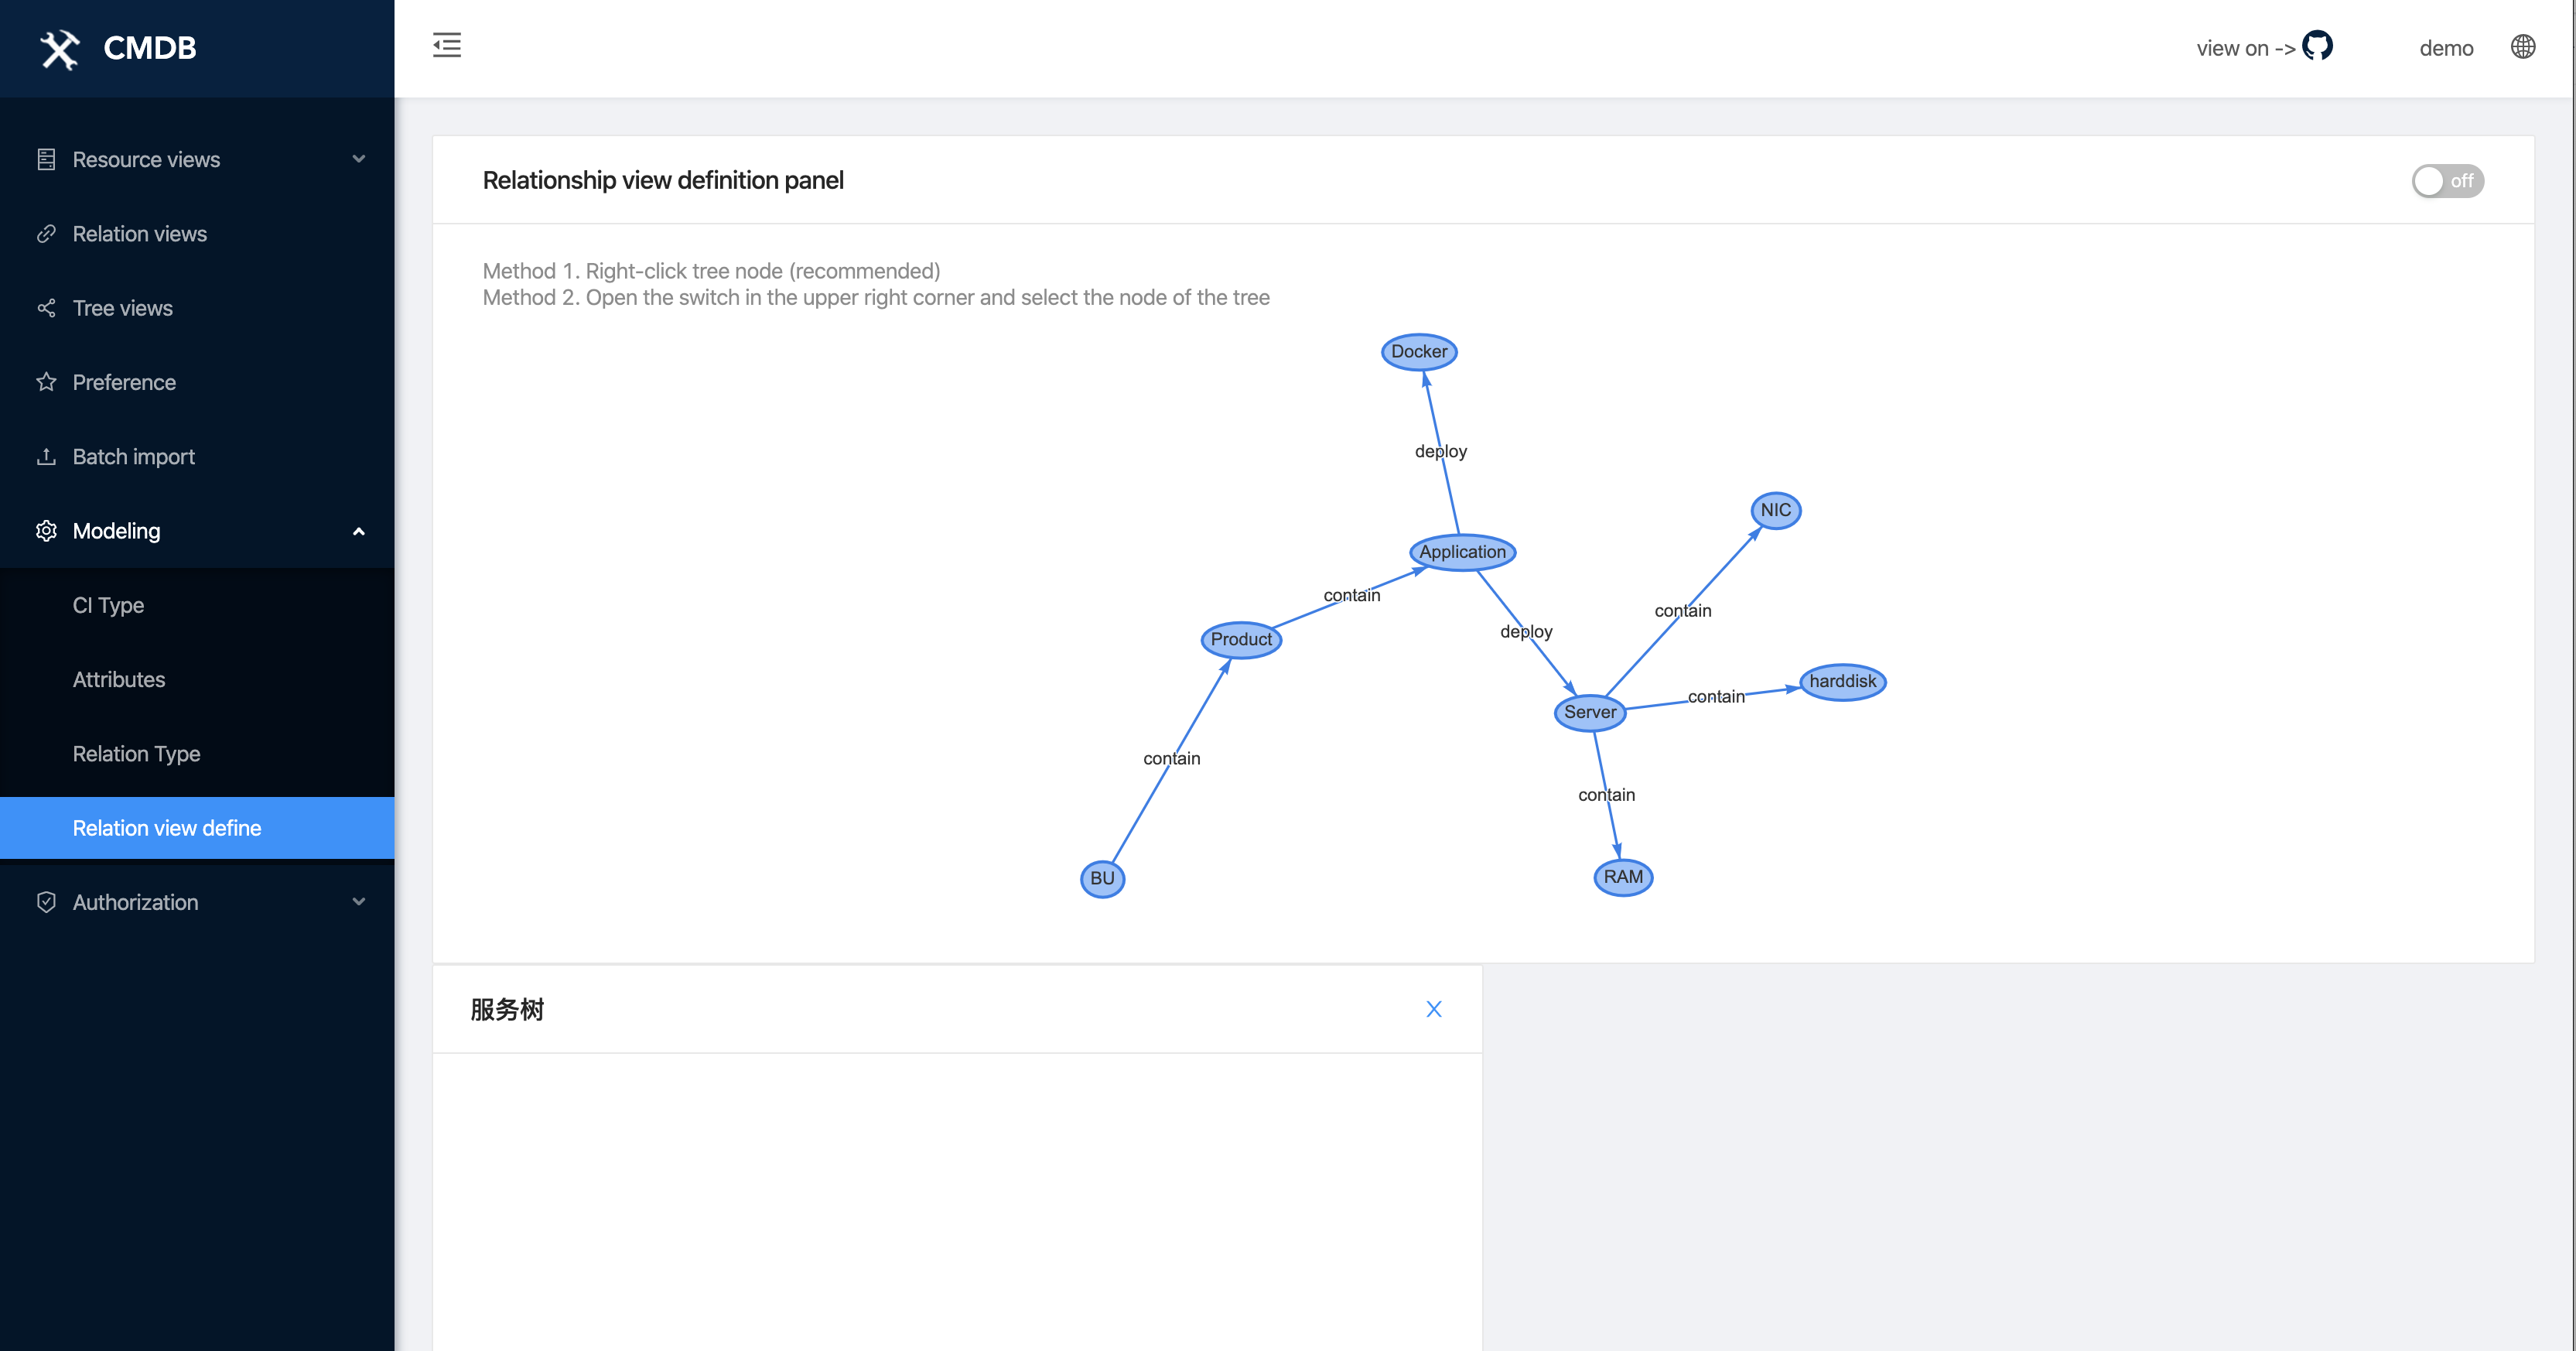 CMDB
view on ->
demo
Resource views
Relation views
Tree views
Preference
Batch import
Modeling
CI Type
Attributes
Relation Type
Relation view define
Authorization
Relationship view definition panel
off
Method 1. Right-click tree node (recommended)
Method 2. Open the switch in the upper right corner and select the node of the tree
Docker
deploy
NIC
Application
contain
contain
deploy
Product
harddisk
contain
Server
contain
contain
BU
RAM
服务树
X